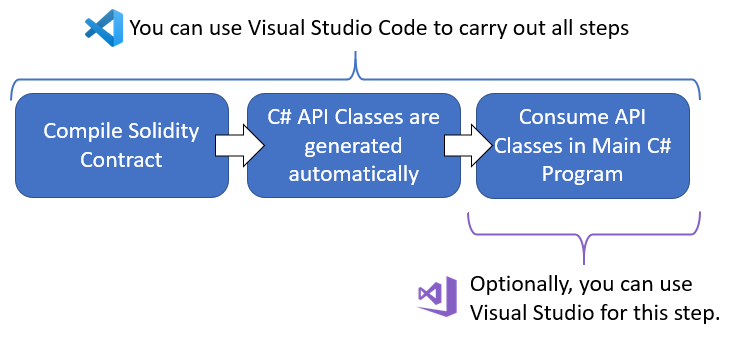 You can use Visual Studio Code to carry out all steps
Compile Solidity
Contract
C# API Classes are
generated
automatically
Consume API
Classes in Main C#
Program
Optionally, you can use
Visual Studio for this step.